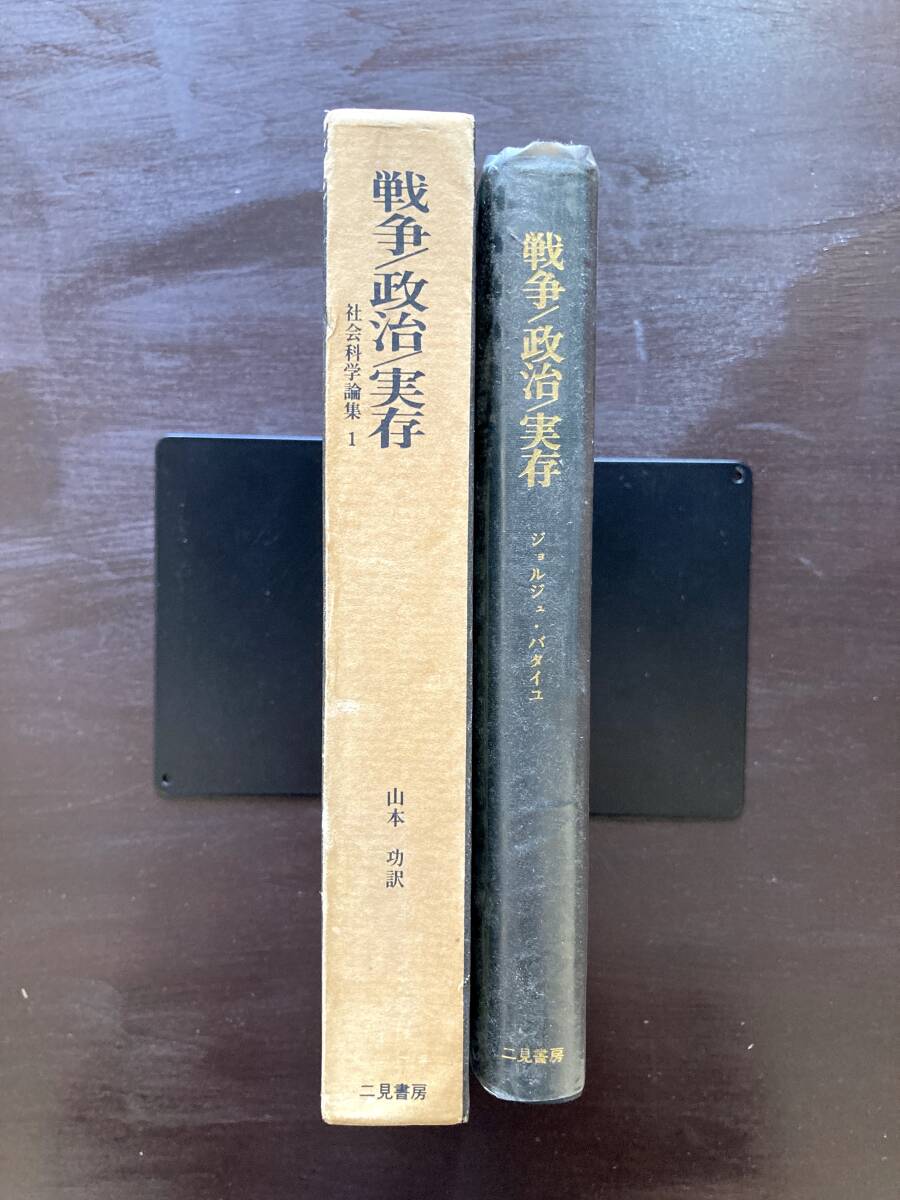 戦争/政治/実存
社会科学論集 1
山本 功訳
二見書房
戦争/政治/実存
ジョルジュ・バタイユ
二見書房